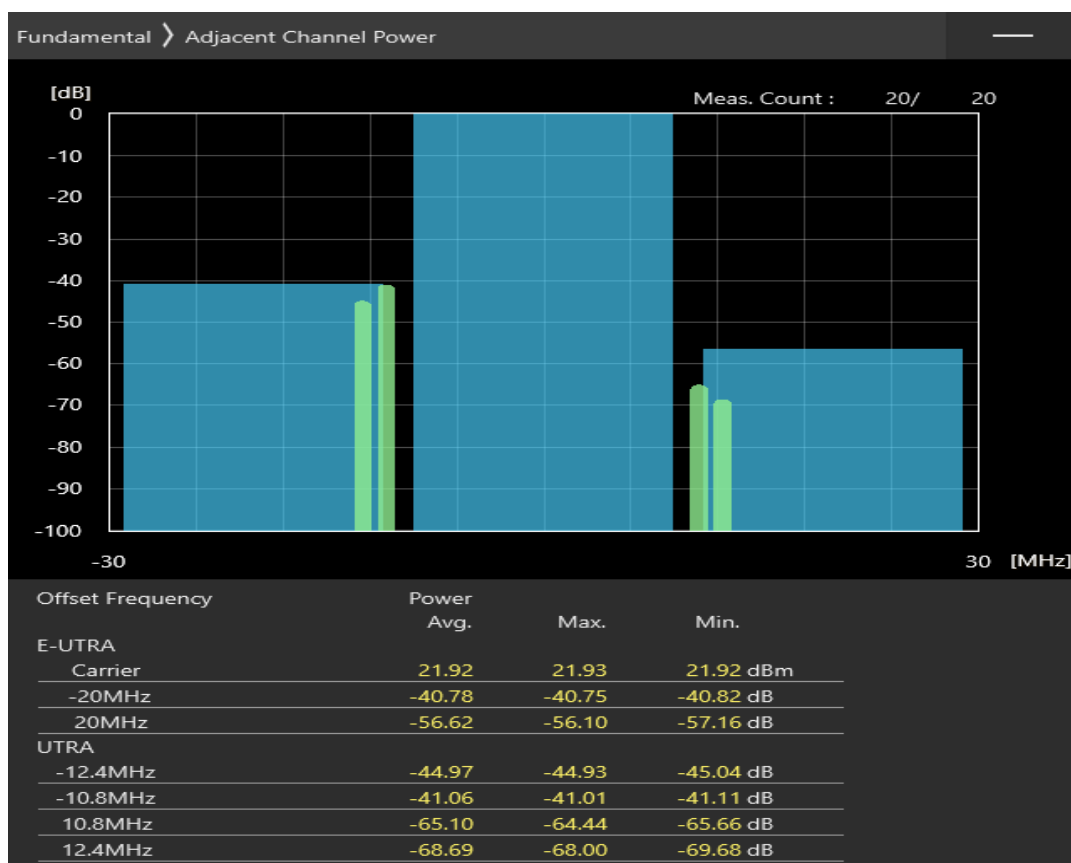 Fundamental 〉 Adjacent Channel Power
[dB]
Meas. Count : 20/ 20
0
-10
-20
-30
-40
-50
-60
-70
-80
-90
-100
-30 30 [MHz]
Offset Frequency Power
Avg. Max. Min.
E-UTRA
Carrier 21.92 21.93 21.92 dBm
-20MHz -40.78 -40.75 -40.82 dB
20MHz -56.62 -56.10 -57.16 dB
UTRA
-12.4MHz -44.97 -44.93 -45.04 dB
-10.8MHz -41.06 -41.01 -41.11 dB
10.8MHz -65.10 -64.44 -65.66 dB
12.4MHz -68.69 -68.00 -69.68 dB